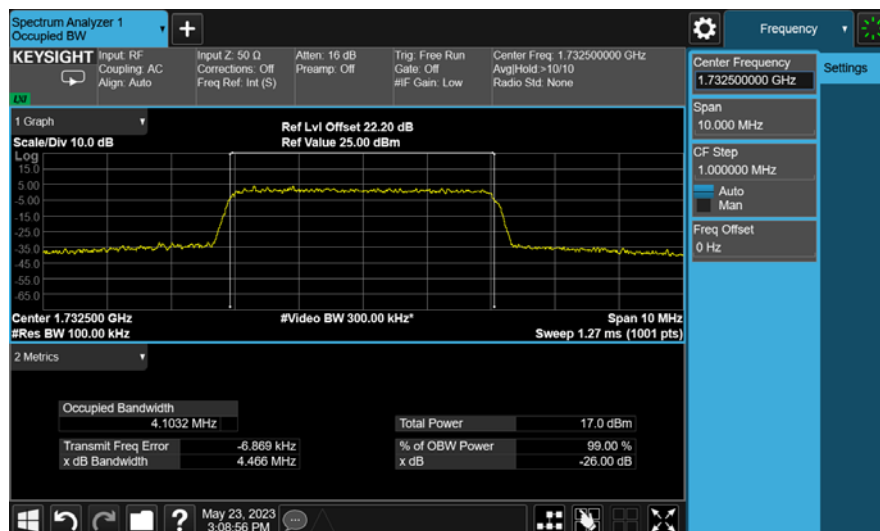 Spectrum Analyzer 1
Occupied BW
Frequency
KEYSIGHT
Input: RF
Coupling: AC
Align: Auto
Input Z: 50 Ω
Corrections: Off
Freq Ref: Int (S)
Atten: 16 dB
Preamp: Off
Trig: Free Run
Gate: Off
#IF Gain: Low
Center Freq: 1.732500000 GHz
Avg|Hold:>10/10
Radio Std: None
LXI
Center Frequency
1.732500000 GHz
Settings
Span
10.000 MHz
CF Step
1.000000 MHz
Auto
Man
Freq Offset
0 Hz
1 Graph
Scale/Div 10.0 dB
Ref Lvl Offset 22.20 dB
Ref Value 25.00 dBm
Log
15.0
5.00
-5.00
-15.0
-25.0
-35.0
-45.0
-55.0
-65.0
Center 1.732500 GHz
#Video BW 300.00 kHz*
Span 10 MHz
#Res BW 100.00 kHz
Sweep 1.27 ms (1001 pts)
2 Metrics
Occupied Bandwidth
4.1032 MHz
Total Power 17.0 dBm
Transmit Freq Error -6.869 kHz
% of OBW Power 99.00 %
x dB Bandwidth 4.466 MHz
x dB -26.00 dB
?
May 23, 2023
3:08:56 PM